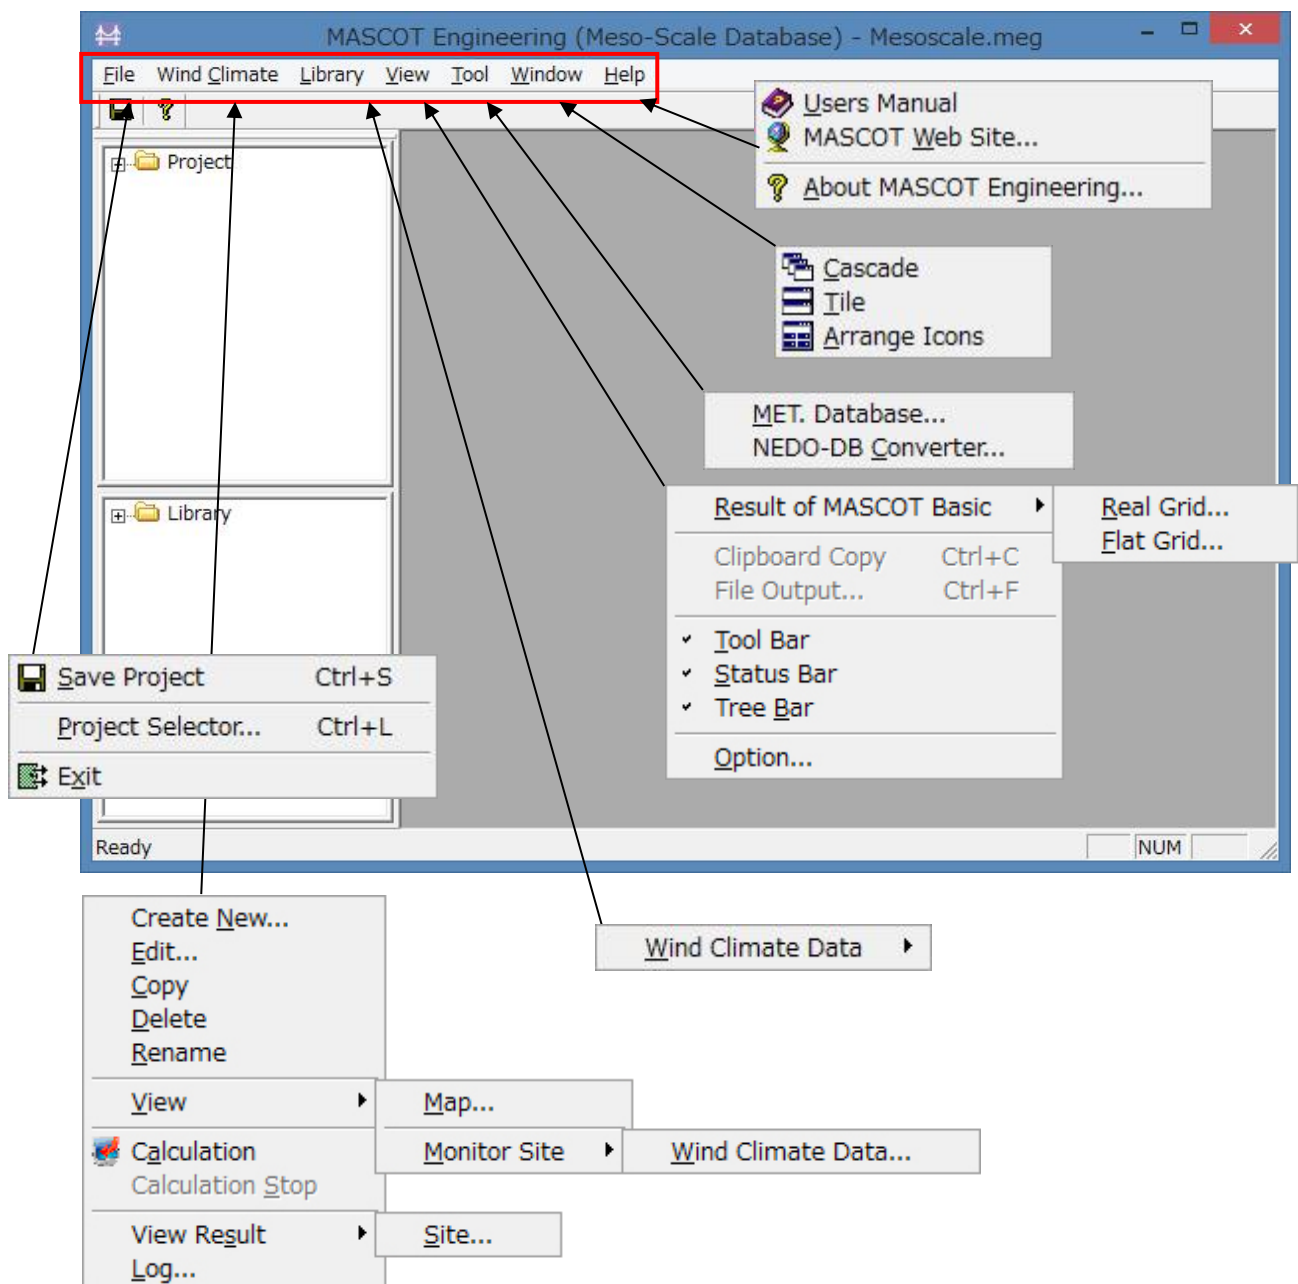 MASCOT Engineering (Meso-Scale Database) - Mesoscale.meg
File Wind Climate Library View Tool Window Help
Users Manual
MASCOT Web Site...
About MASCOT Engineering...
Project
Cascade
Tile
Arrange Icons
MET. Database...
NEDO-DB Converter...
Result of MASCOT Basic
Real Grid...
Flat Grid...
Clipboard Copy Ctrl+C
File Output... Ctrl+F
Tool Bar
Status Bar
Tree Bar
Option...
Library
Save Project Ctrl+S
Project Selector... Ctrl+L
Exit
Ready NUM
Create New...
Edit...
Copy
Delete
Rename
View
Calculation
Calculation Stop
View Result
Log...
Map...
Monitor Site
Wind Climate Data...
Site...
Wind Climate Data